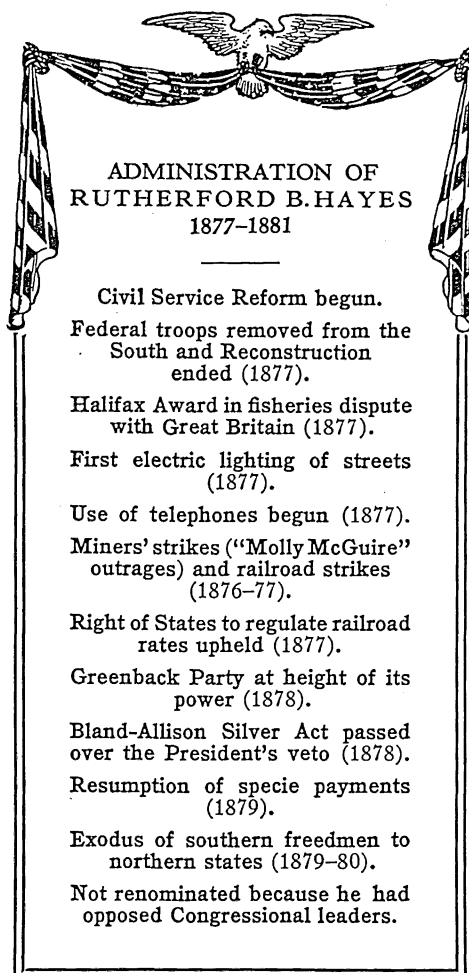 ADMINISTRATION OF
RUTHERFORD B. HAYES
1877–1881
Civil Service Reform begun.
Federal troops removed from the
South and Reconstruction
ended (1877).
Halifax Award in fisheries dispute
with Great Britain (1877).
First electric lighting of streets
(1877).
Use of telephones begun (1877).
Miners' strikes ("Molly McGuire"
outrages) and railroad strikes
(1876–77).
Right of States to regulate railroad
rates upheld (1877).
Greenback Party at height of its
power (1878).
Bland-Allison Silver Act passed
over the President's veto (1878).
Resumption of specie payments
(1879).
Exodus of southern freedmen to
northern states (1879–80).
Not renominated because he had
opposed Congressional leaders.